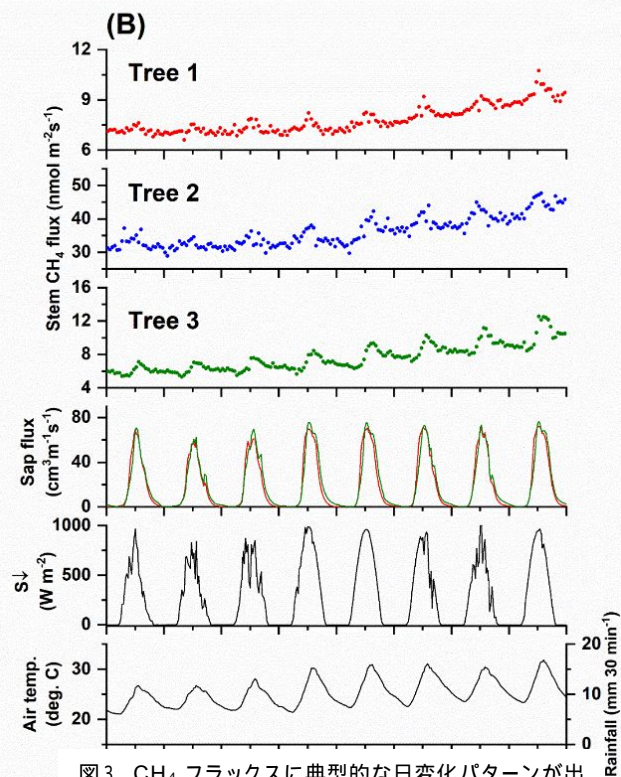 (B)
12
9
6
Tree 1
50
40
30
Tree 2
16
12
8
4
Tree 3
Stem CH₄ flux (nmol m⁻²s⁻¹)
80
40
0
Sap flux
(cm³m⁻¹s⁻¹)
1000
500
0
S↓
(W m⁻²)
30
20
Air temp.
(deg. C)
20
10
0
Rainfall (mm 30 min⁻¹)
図3 CH₄ フラックスに典型的な日変化パターンが出